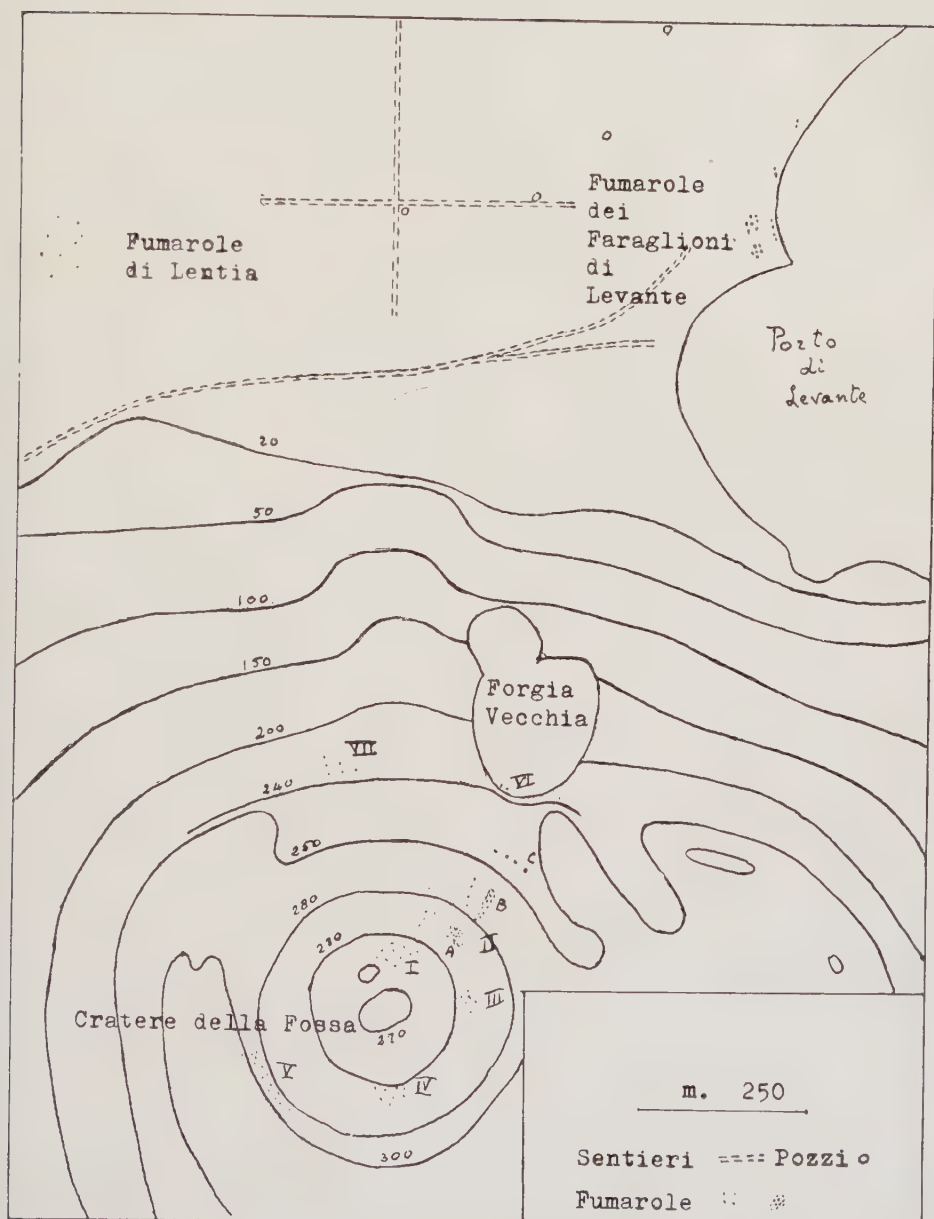 Fumarole
dei
Faraglioni
di
Levante
Fumarole
di Lentia
Porto
di
Levante
20
50
100
150
Forgia
Vecchia
200
VII
VI
240
250
C
280
B
280
A
II
I
III
Cratere della Fossa
270
V
IV
300
m. 250
Sentieri ==== Pozzi o
Fumarole